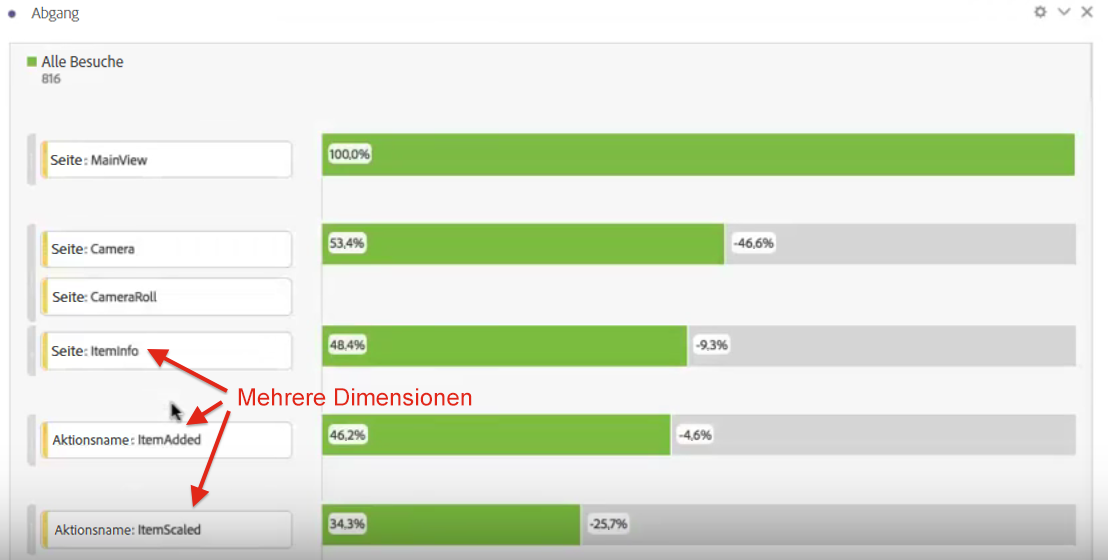 Abgang
Alle Besuche
816
Seite: MainView
100,0%
Seite: Camera
53,4%
-46,6%
Seite: CameraRoll
Seite: ItemInfo
48,4%
-9,3%
Mehrere Dimensionen
Aktionsname: ItemAdded
46,2%
-4,6%
Aktionsname: ItemScaled
34,3%
-25,7%